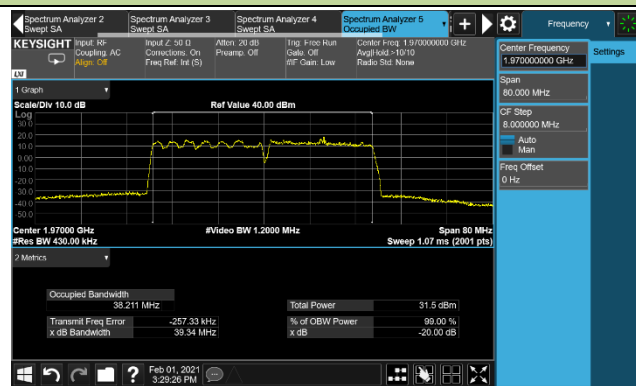 Spectrum Analyzer 2
Swept SA
Spectrum Analyzer 3
Swept SA
Spectrum Analyzer 4
Swept SA
Spectrum Analyzer 5
Occupied BW
Frequency
KEYSIGHT
Input: RF
Coupling: AC
Align: Off
Input Z: 50 Ω
Corrections: On
Freq Ref: Int (S)
Atten: 20 dB
Preamp: Off
Trig: Free Run
Gate: Off
#IF Gain: Low
Center Freq: 1.970000000 GHz
Avg|Hold: >10/10
Radio Std: None
LXI
Center Frequency
1.970000000 GHz
Settings
Span
80.000 MHz
CF Step
8.000000 MHz
Auto
Man
Freq Offset
0 Hz
1 Graph
Scale/Div 10.0 dB
Ref Value 40.00 dBm
Log
30.0
20.0
10.0
0.00
-10.0
-20.0
-30.0
-40.0
-50.0
Center 1.97000 GHz
#Video BW 1.2000 MHz
Span 80 MHz
#Res BW 430.00 kHz
Sweep 1.07 ms (2001 pts)
2 Metrics
Occupied Bandwidth
38.211 MHz
Total Power
31.5 dBm
Transmit Freq Error
-257.33 kHz
% of OBW Power
99.00 %
x dB Bandwidth
39.34 MHz
x dB
-20.00 dB
?
Feb 01, 2021
3:29:26 PM